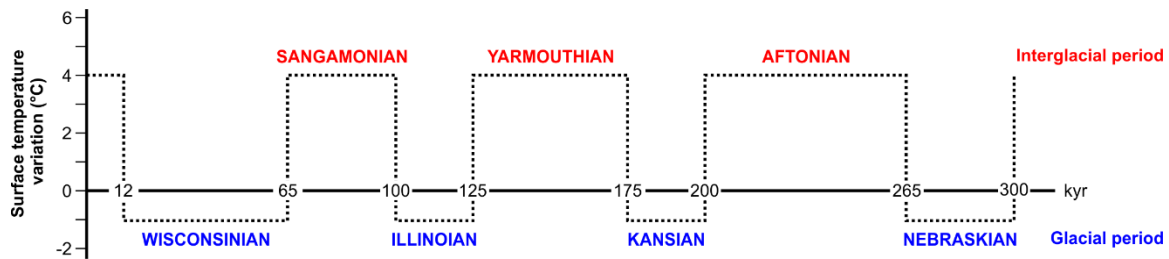 6
SANGAMONIAN YARMOUTHIAN AFTONIAN Interglacial period
4
Surface temperature
variation (°C)
2
0 12 65 100 125 175 200 265 300 kyr
WISCONSINIAN ILLINOIAN KANSIAN NEBRASKIAN Glacial period
-2